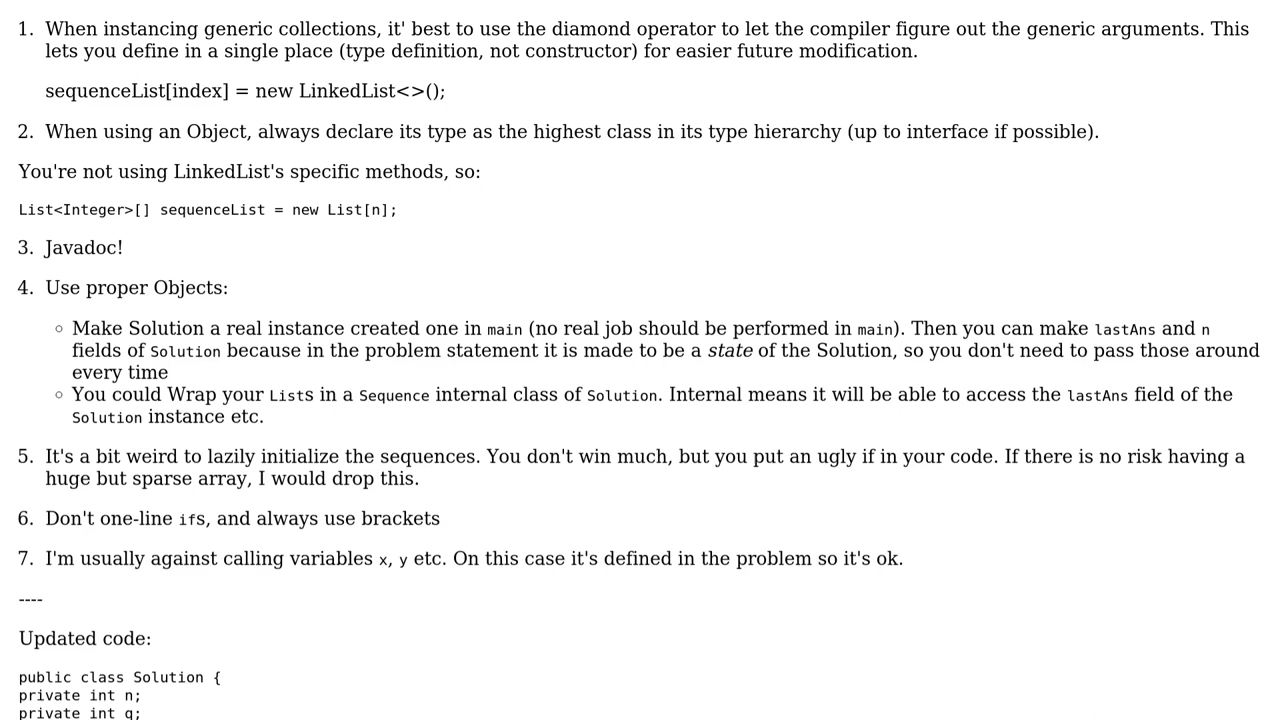 1. When instancing generic collections, it' best to use the diamond operator to let the compiler figure out the generic arguments. This
lets you define in a single place (type definition, not constructor) for easier future modification.
sequenceList[index] = new LinkedList<>();
2. When using an Object, always declare its type as the highest class in its type hierarchy (up to interface if possible).
You're not using LinkedList's specific methods, so:
List<Integer>[] sequenceList = new List[n];
3. Javadoc!
4. Use proper Objects:
◦ Make Solution a real instance created one in main (no real job should be performed in main). Then you can make lastAns and n
fields of Solution because in the problem statement it is made to be a state of the Solution, so you don't need to pass those around
every time
◦ You could Wrap your Lists in a Sequence internal class of Solution. Internal means it will be able to access the lastAns field of the
Solution instance etc.
5. It's a bit weird to lazily initialize the sequences. You don't win much, but you put an ugly if in your code. If there is no risk having a
huge but sparse array, I would drop this.
6. Don't one-line ifs, and always use brackets
7. I'm usually against calling variables x, y etc. On this case it's defined in the problem so it's ok.
----
Updated code:
public class Solution {
private int n;
private int q;